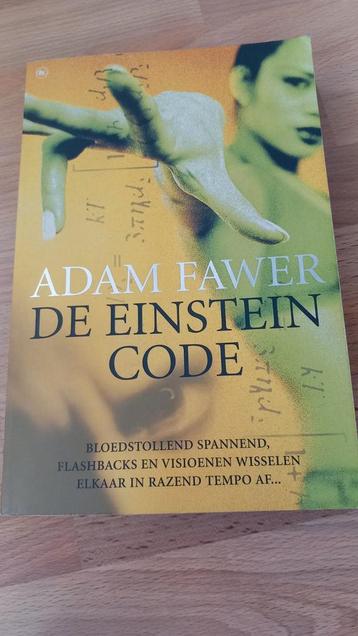 ADAM FAWER
DE EINSTEIN
CODE
BLOEDSTOLLEND SPANNEND,
FLASHBACKS EN VISIOENEN WISSELEN
ELKAAR IN RAZEND TEMPO AF...